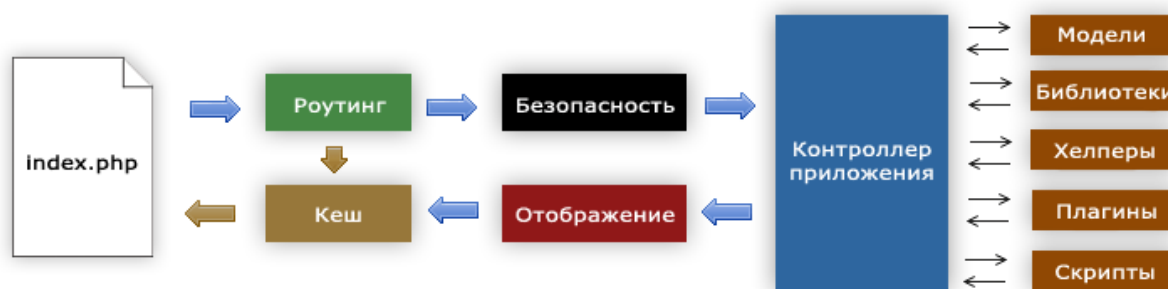 index.php
Роутинг
Безопасность
Кеш
Отображение
Контроллер
приложения
Модели
Библиотеки
Хелперы
Плагины
Скрипты